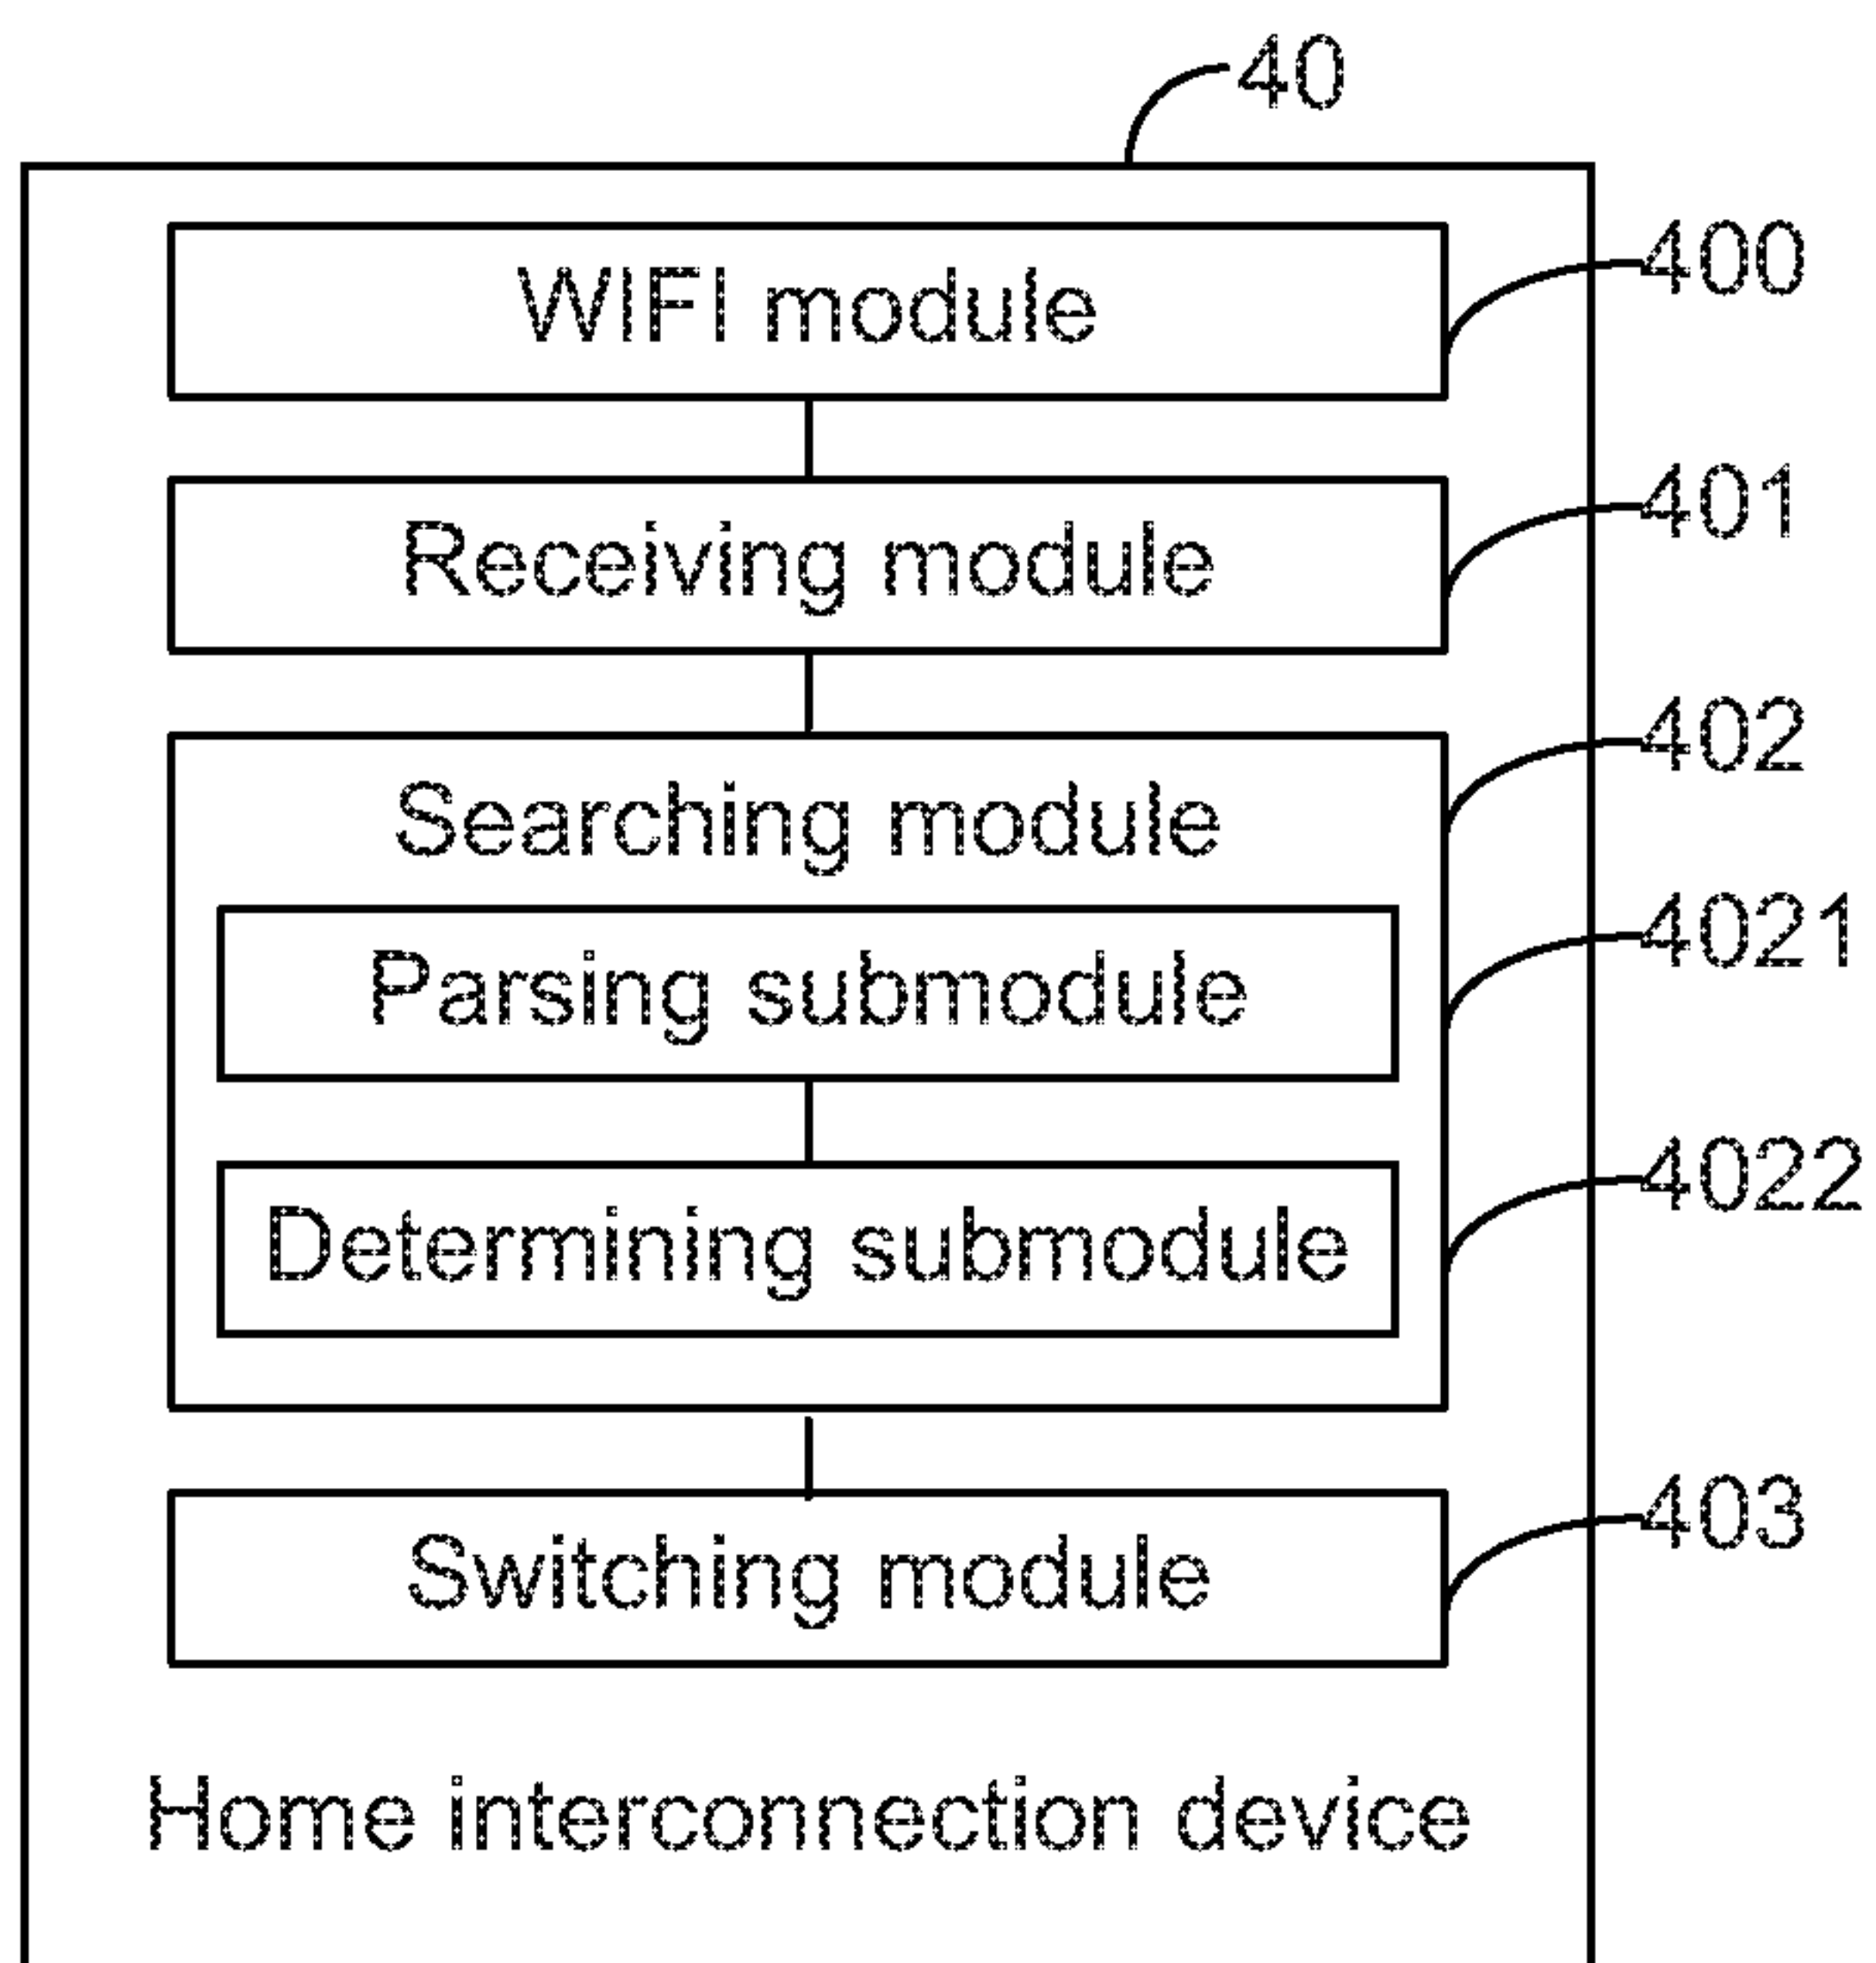 40
WIFI module
400
Receiving module
401
Searching module
402
Parsing submodule
4021
Determining submodule
4022
Switching module
403
Home interconnection device